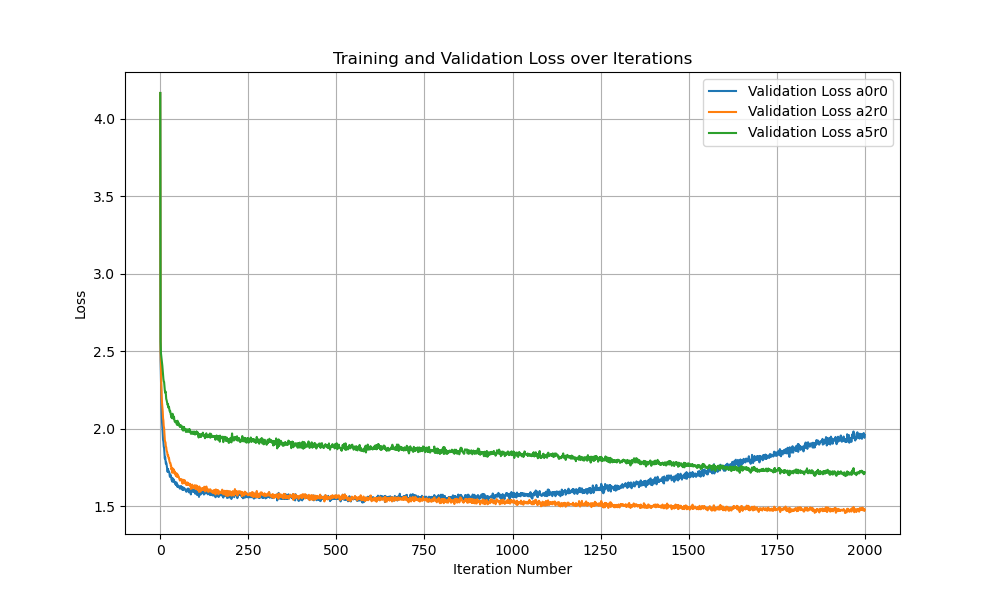 Training and Validation Loss over Iterations
Validation Loss a0r0
Validation Loss a2r0
Validation Loss a5r0
Loss
4.0
3.5
3.0
2.5
2.0
1.5
0 250 500 750 1000 1250 1500 1750 2000
Iteration Number